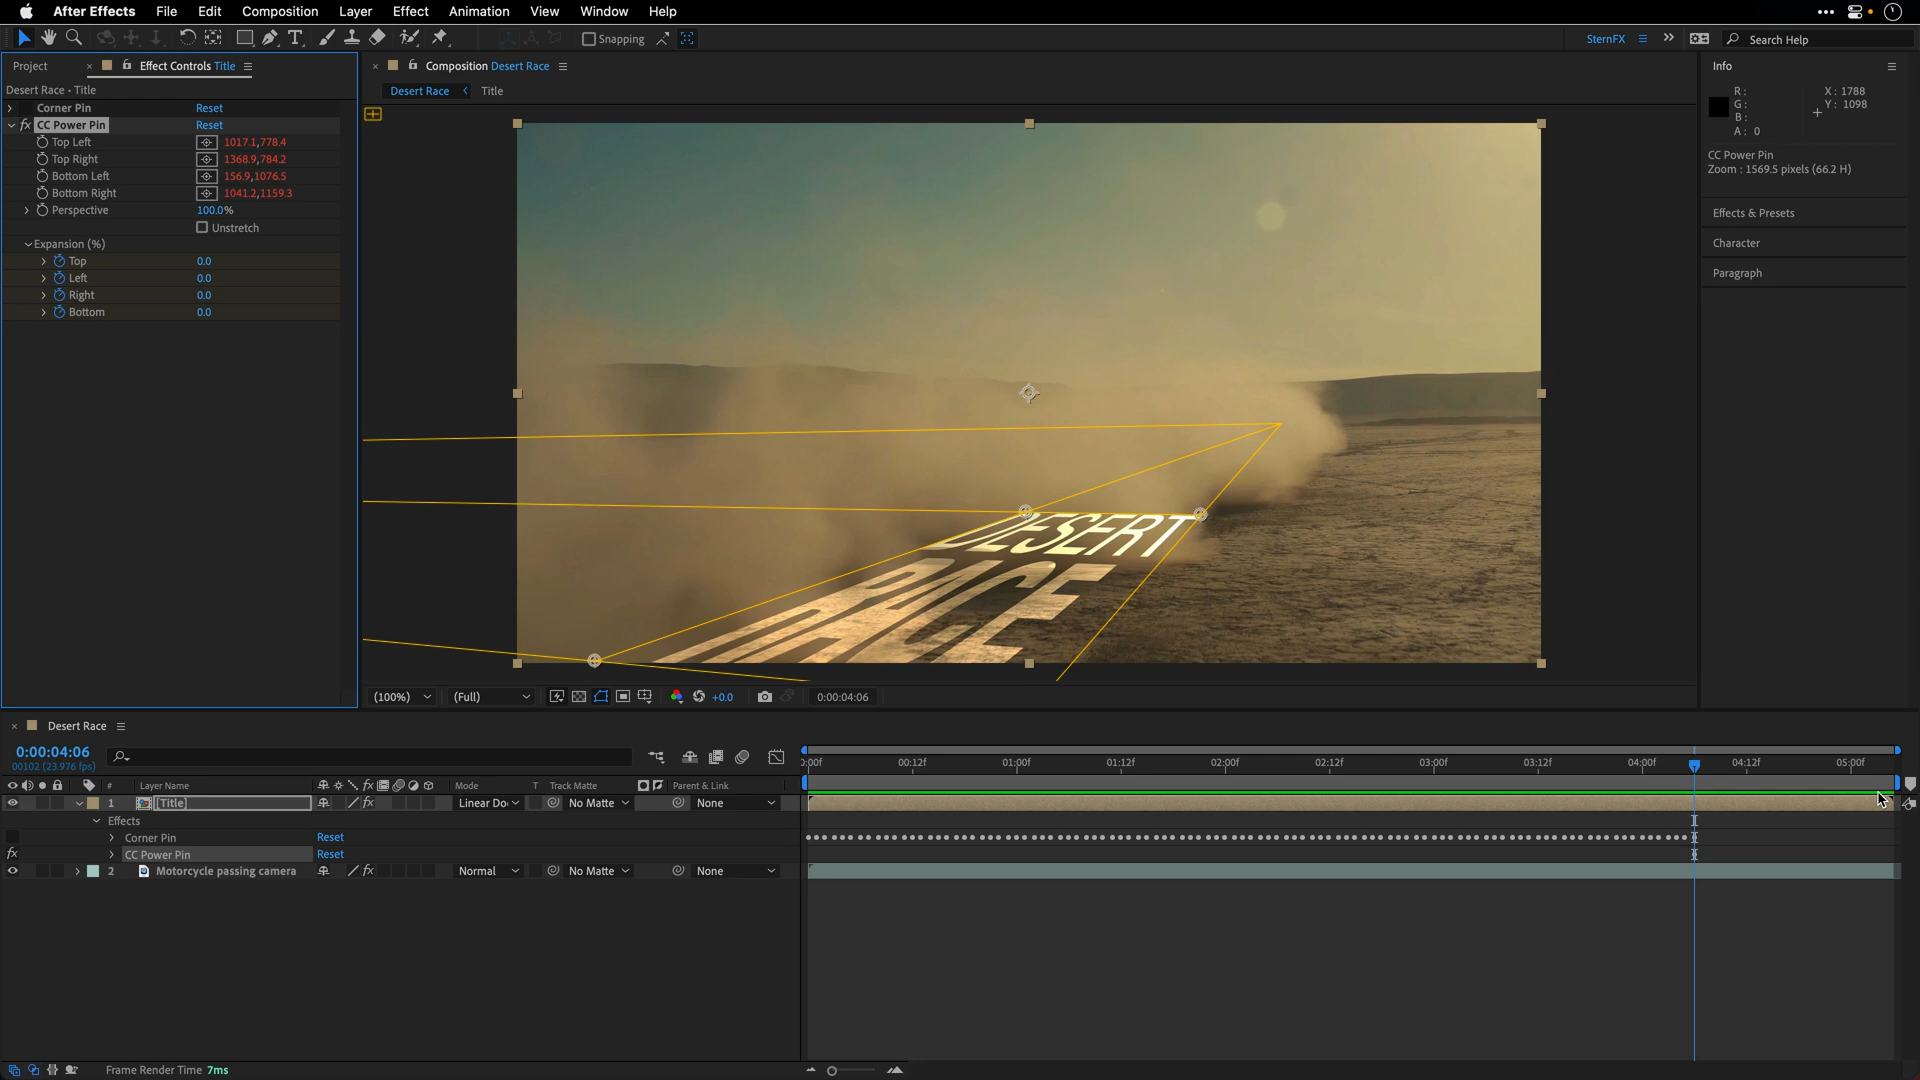 After Effects File Edit Composition Layer Effect Animation View Window Help
Snapping
SternFX
Search Help
Project
Effect Controls Title
Desert Race • Title
Corner Pin Reset
fx CC Power Pin Reset
Top Left 1017.1,778.4
Top Right 1368.9,784.2
Bottom Left 156.9,1076.5
Bottom Right 1041.2,1159.3
Perspective 100.0%
Unstretch
Expansion (%)
Top 0.0
Left 0.0
Right 0.0
Bottom 0.0
Composition Desert Race
Desert Race Title
DESERT
RACE
(100%) (Full) +0.0 0:00:04:06
Info
R: X: 1788
G: Y: 1098
B:
A: 0
CC Power Pin
Zoom : 1569.5 pixels (66.2 H)
Effects & Presets
Character
Paragraph
Desert Race
0:00:04:06
00102 (23.976 fps)
0:00f 00:12f 01:00f 01:12f 02:00f 02:12f 03:00f 03:12f 04:00f 04:12f 05:00f
# Layer Name fx Mode T Track Matte Parent & Link
1 [Title] fx No Matte None
Effects
Corner Pin Reset
fx CC Power Pin Reset
2 Motorcycle passing camera fx Normal No Matte None
Frame Render Time 7ms